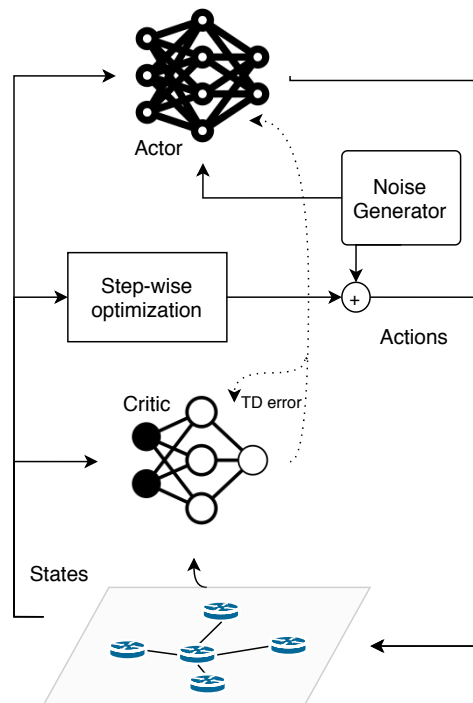 Actor
Noise
Generator
Step-wise
optimization
+
Actions
Critic
TD error
States